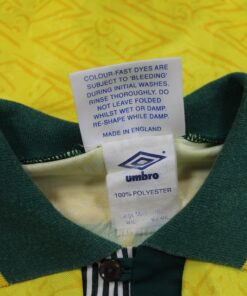 COLOUR-FAST DYES ARE
SUBJECT TO 'BLEEDING'
DURING INITIAL WASHES.
DO
RINSE THOROUGHLY.
DO NOT LEAVE FOLDED
WHILST WET OR DAMP.
RE-SHAPE WHILE DAMP.
MADE IN ENGLAND
umbro
100% POLYESTER